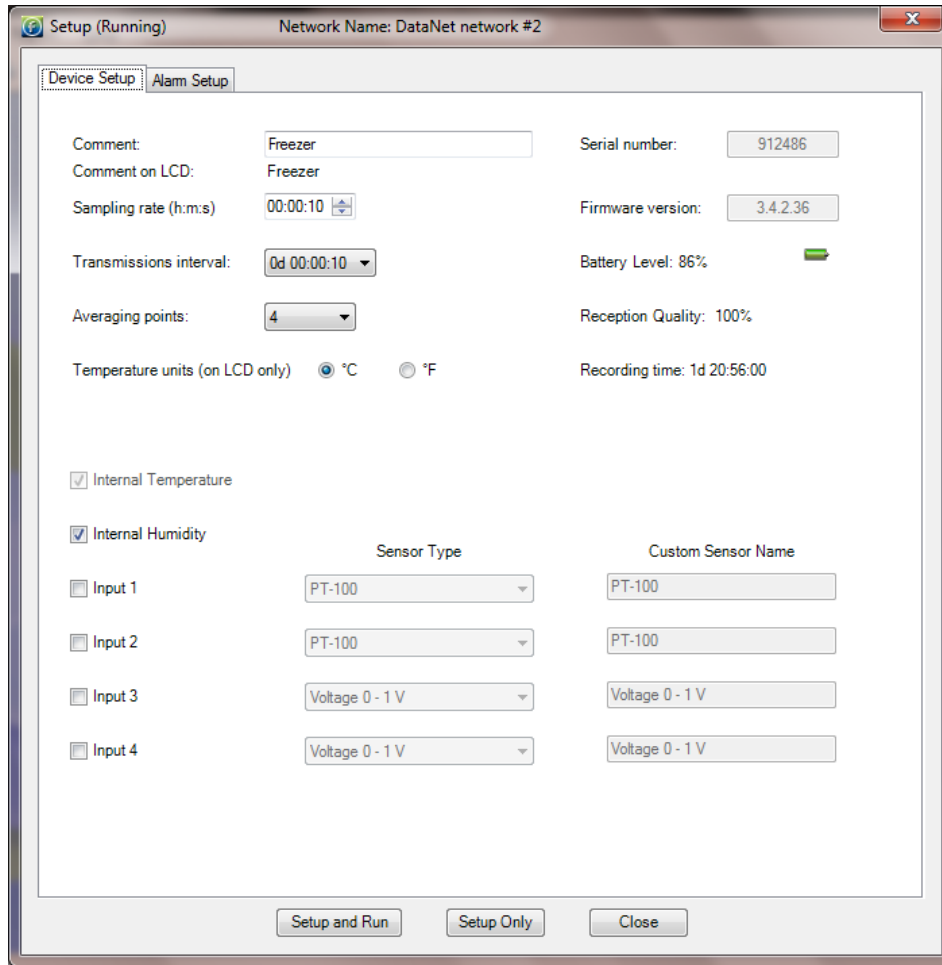 Setup (Running) Network Name: DataNet network #2
Device Setup Alarm Setup
Comment: Freezer Serial number: 912486
Comment on LCD: Freezer
Sampling rate (h:m:s) 00:00:10 Firmware version: 3.4.2.36
Transmissions interval: 0d 00:00:10 Battery Level: 86%
Averaging points: 4 Reception Quality: 100%
Temperature units (on LCD only) °C °F Recording time: 1d 20:56:00
Internal Temperature
Internal Humidity
Sensor Type Custom Sensor Name
Input 1 PT-100 PT-100
Input 2 PT-100 PT-100
Input 3 Voltage 0 - 1 V Voltage 0 - 1 V
Input 4 Voltage 0 - 1 V Voltage 0 - 1 V
Setup and Run Setup Only Close